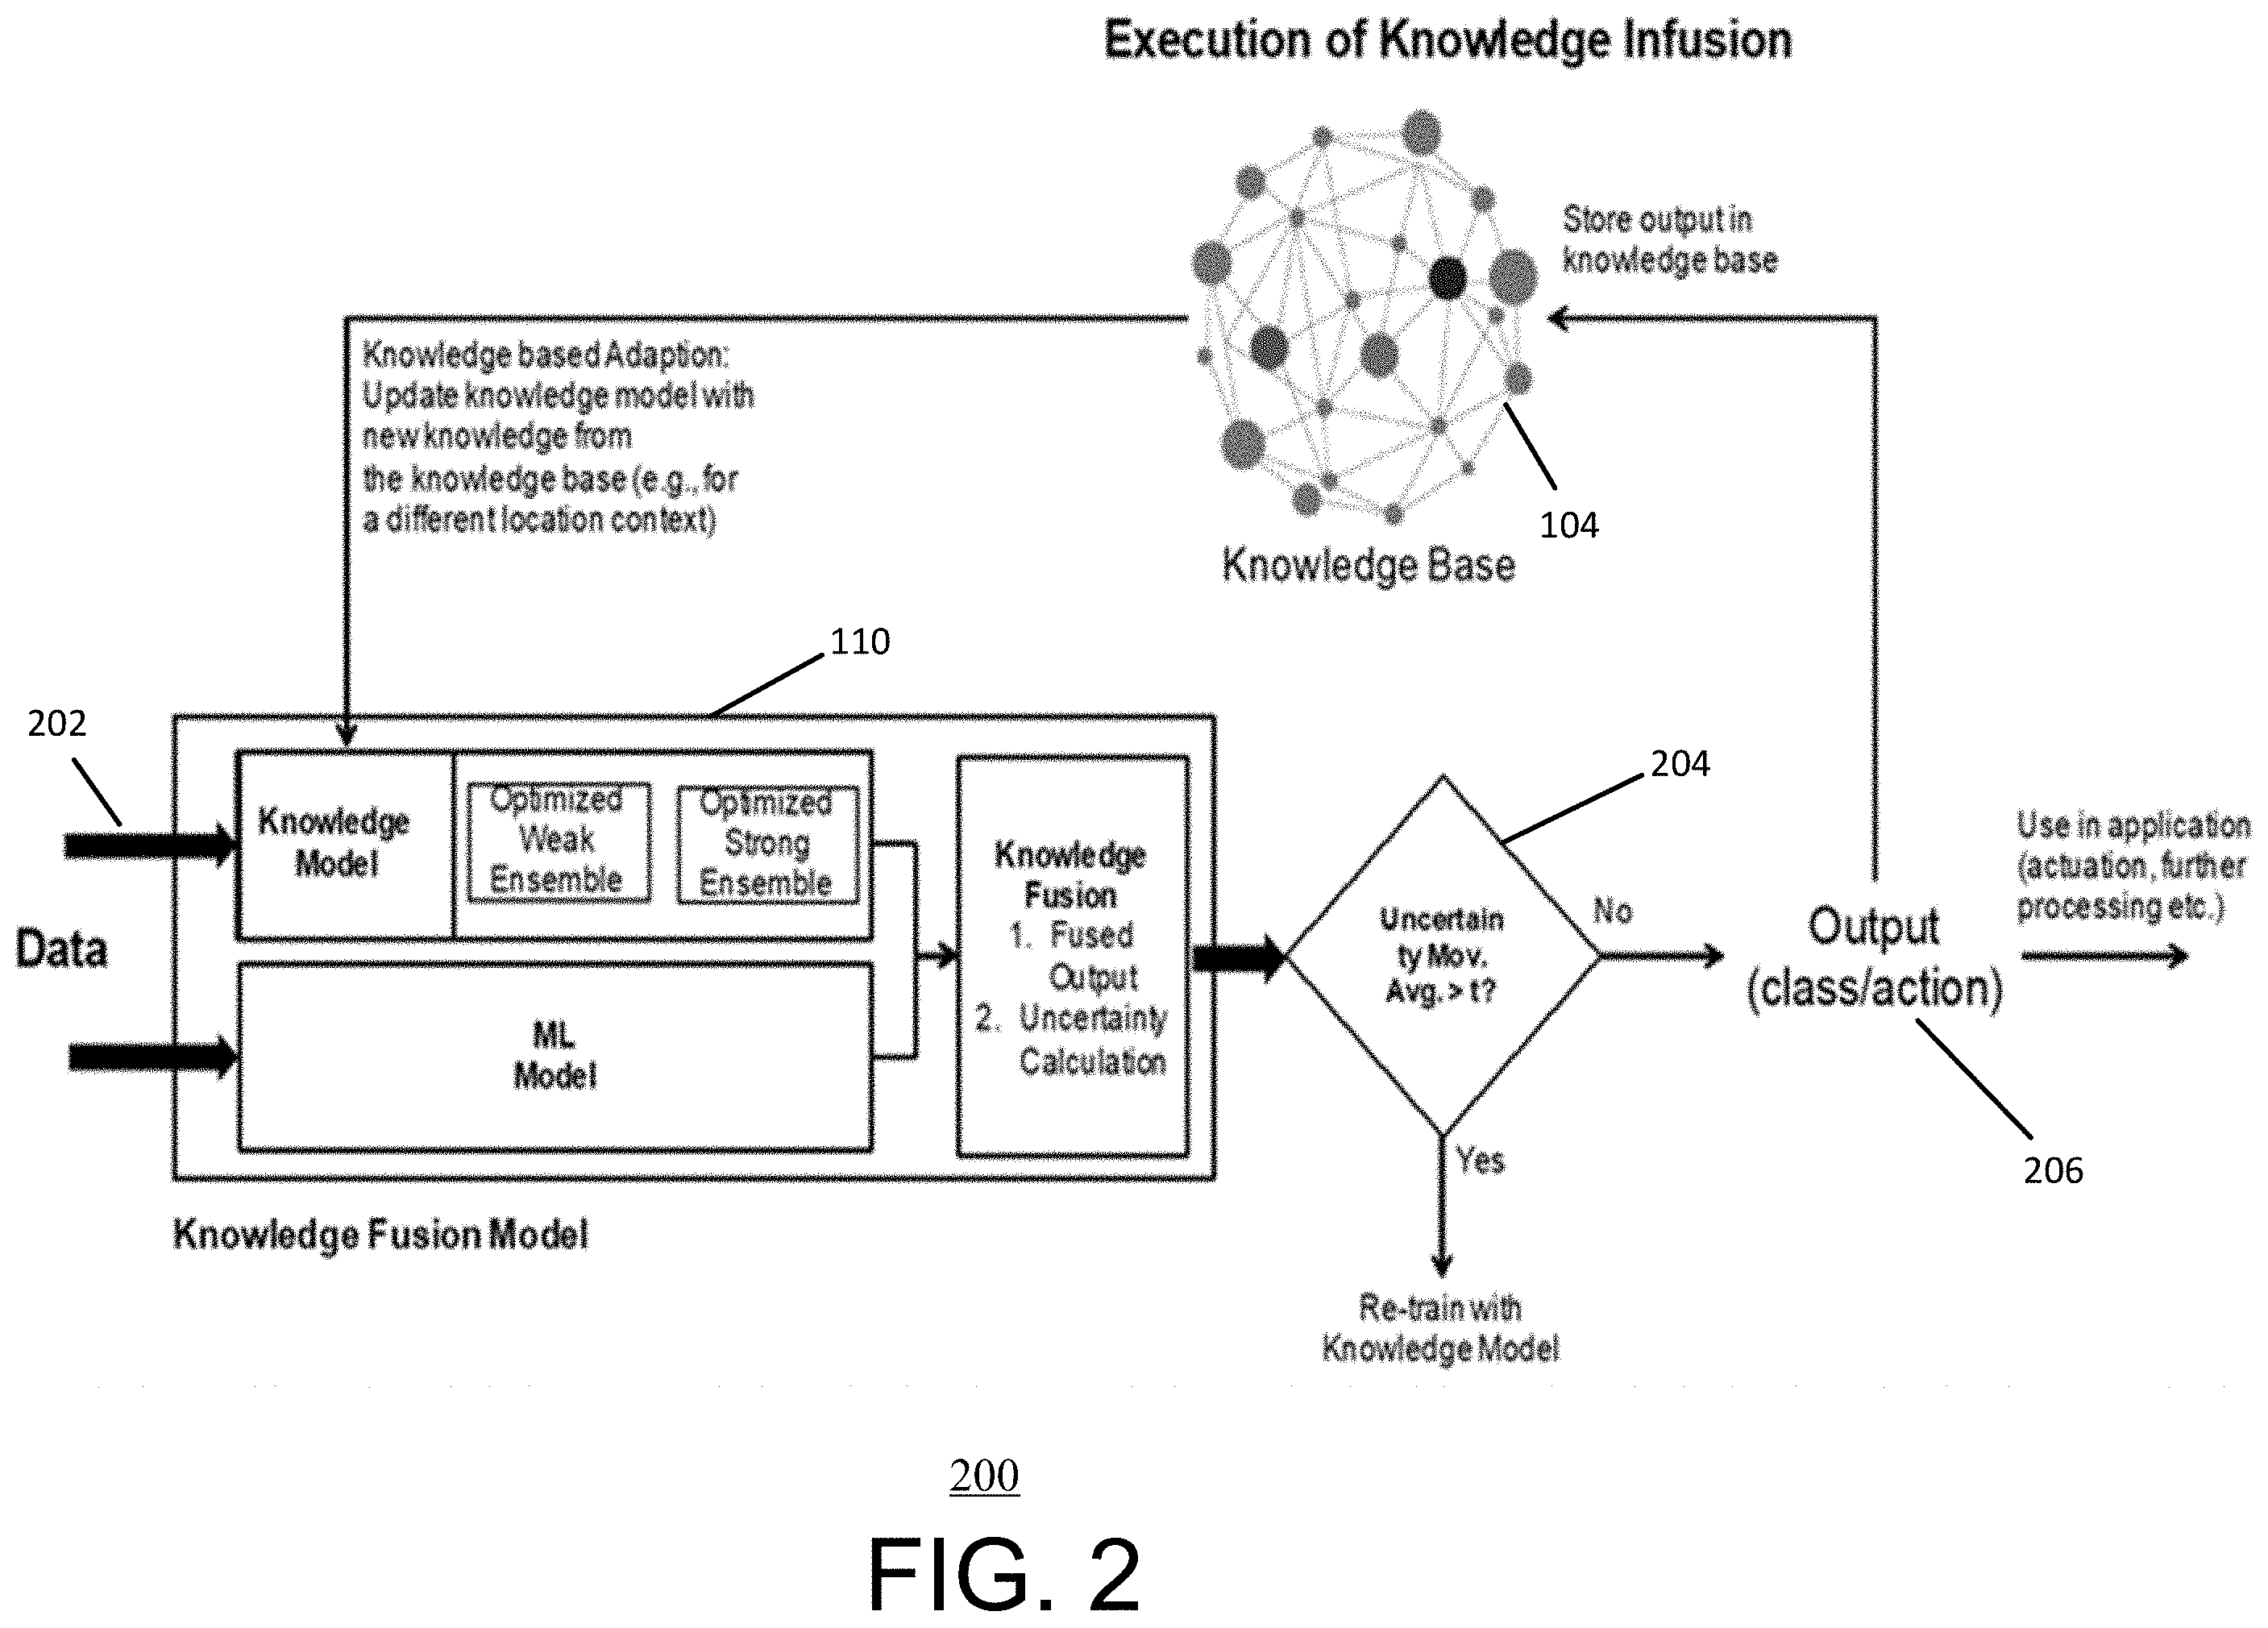 Execution of Knowledge Infusion
Store output in
knowledge base
Knowledge based Adaption:
Update knowledge model with
new knowledge from
the knowledge base (e.g., for
a different location context)
104
Knowledge Base
110
202
204
Knowledge
Model
Optimized
Weak
Ensemble
Optimized
Strong
Ensemble
Knowledge
Fusion
1. Fused
Output
2. Uncertainty
Calculation
Data
ML
Model
Uncertain
ty Mov.
Avg. > t?
No
Yes
Output
(class/action)
Use in application
(actuation, further
processing etc.)
206
Knowledge Fusion Model
Re-train with
Knowledge Model
200
FIG. 2